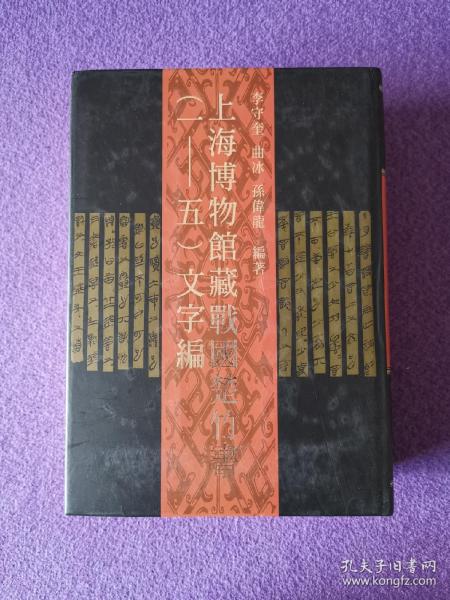 李守奎 曲冰 孫偉龍 編著
上海博物館藏戰國楚竹書
（一——五）文字編
孔夫子旧书网
www.kongfz.com